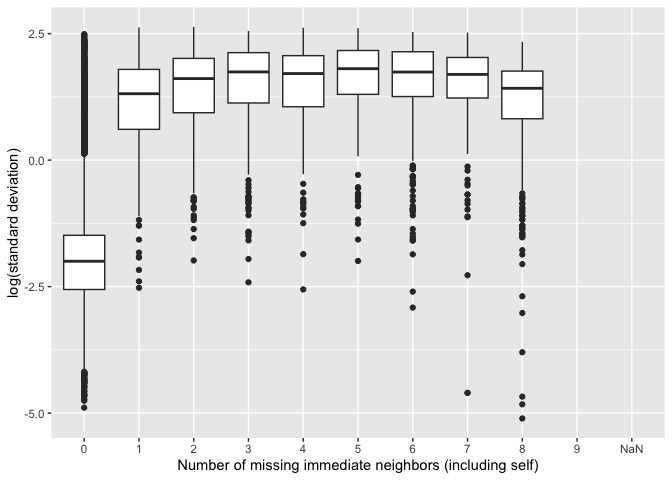 log(standard deviation)
2.5
0.0
-2.5
-5.0
0 1 2 3 4 5 6 7 8 9 NaN
Number of missing immediate neighbors (including self)